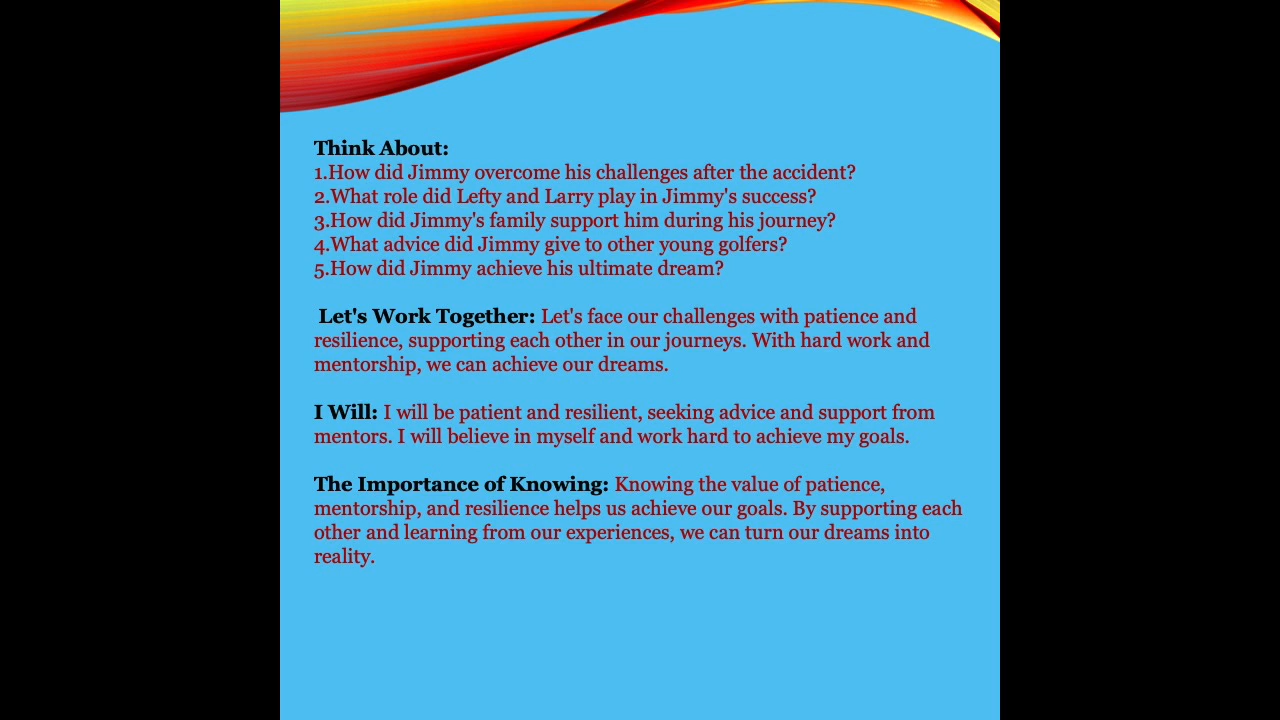 Think About:
1.How did Jimmy overcome his challenges after the accident?
2.What role did Lefty and Larry play in Jimmy's success?
3.How did Jimmy's family support him during his journey?
4.What advice did Jimmy give to other young golfers?
5.How did Jimmy achieve his ultimate dream?
Let's Work Together: Let's face our challenges with patience and
resilience, supporting each other in our journeys. With hard work and
mentorship, we can achieve our dreams.
I Will: I will be patient and resilient, seeking advice and support from
mentors. I will believe in myself and work hard to achieve my goals.
The Importance of Knowing: Knowing the value of patience,
mentorship, and resilience helps us achieve our goals. By supporting each
other and learning from our experiences, we can turn our dreams into
reality.